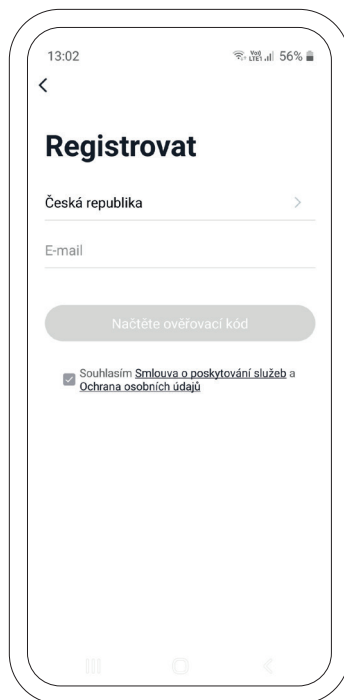 13:02 56%
Registrovat
Česká republika
E-mail
Načtěte ověřovací kód
Souhlasím Smlouva o poskytování služeb a
Ochrana osobních údajů